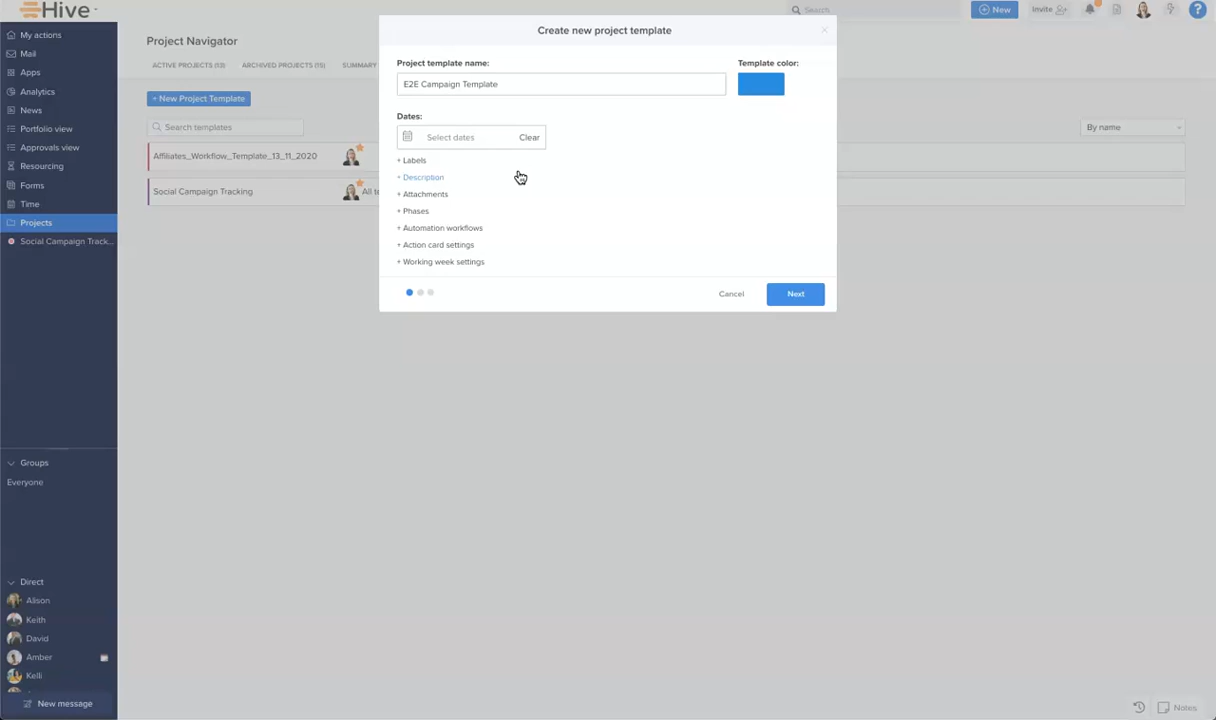 Hive
Search
New
Invite
?
My actions
Mail
Apps
Analytics
News
Portfolio view
Approvals view
Resourcing
Forms
Time
Projects
Social Campaign Track...
Groups
Everyone
Direct
Alison
Keith
David
Amber
Kelli
New message
Project Navigator
ACTIVE PROJECTS (13)
ARCHIVED PROJECTS (15)
SUMMARY
+ New Project Template
Search templates
By name
Affiliates_Workflow_Template_13_11_2020
Social Campaign Tracking
All t
Create new project template
Project template name:
Template color:
E2E Campaign Template
Dates:
Select dates
Clear
+ Labels
+ Description
+ Attachments
+ Phases
+ Automation workflows
+ Action card settings
+ Working week settings
Cancel
Next
Notes